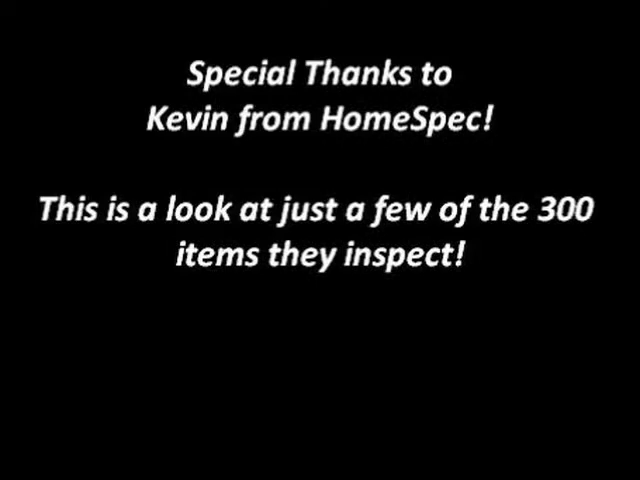 Special Thanks to
Kevin from HomeSpec!
This is a look at just a few of the 300
items they inspect!